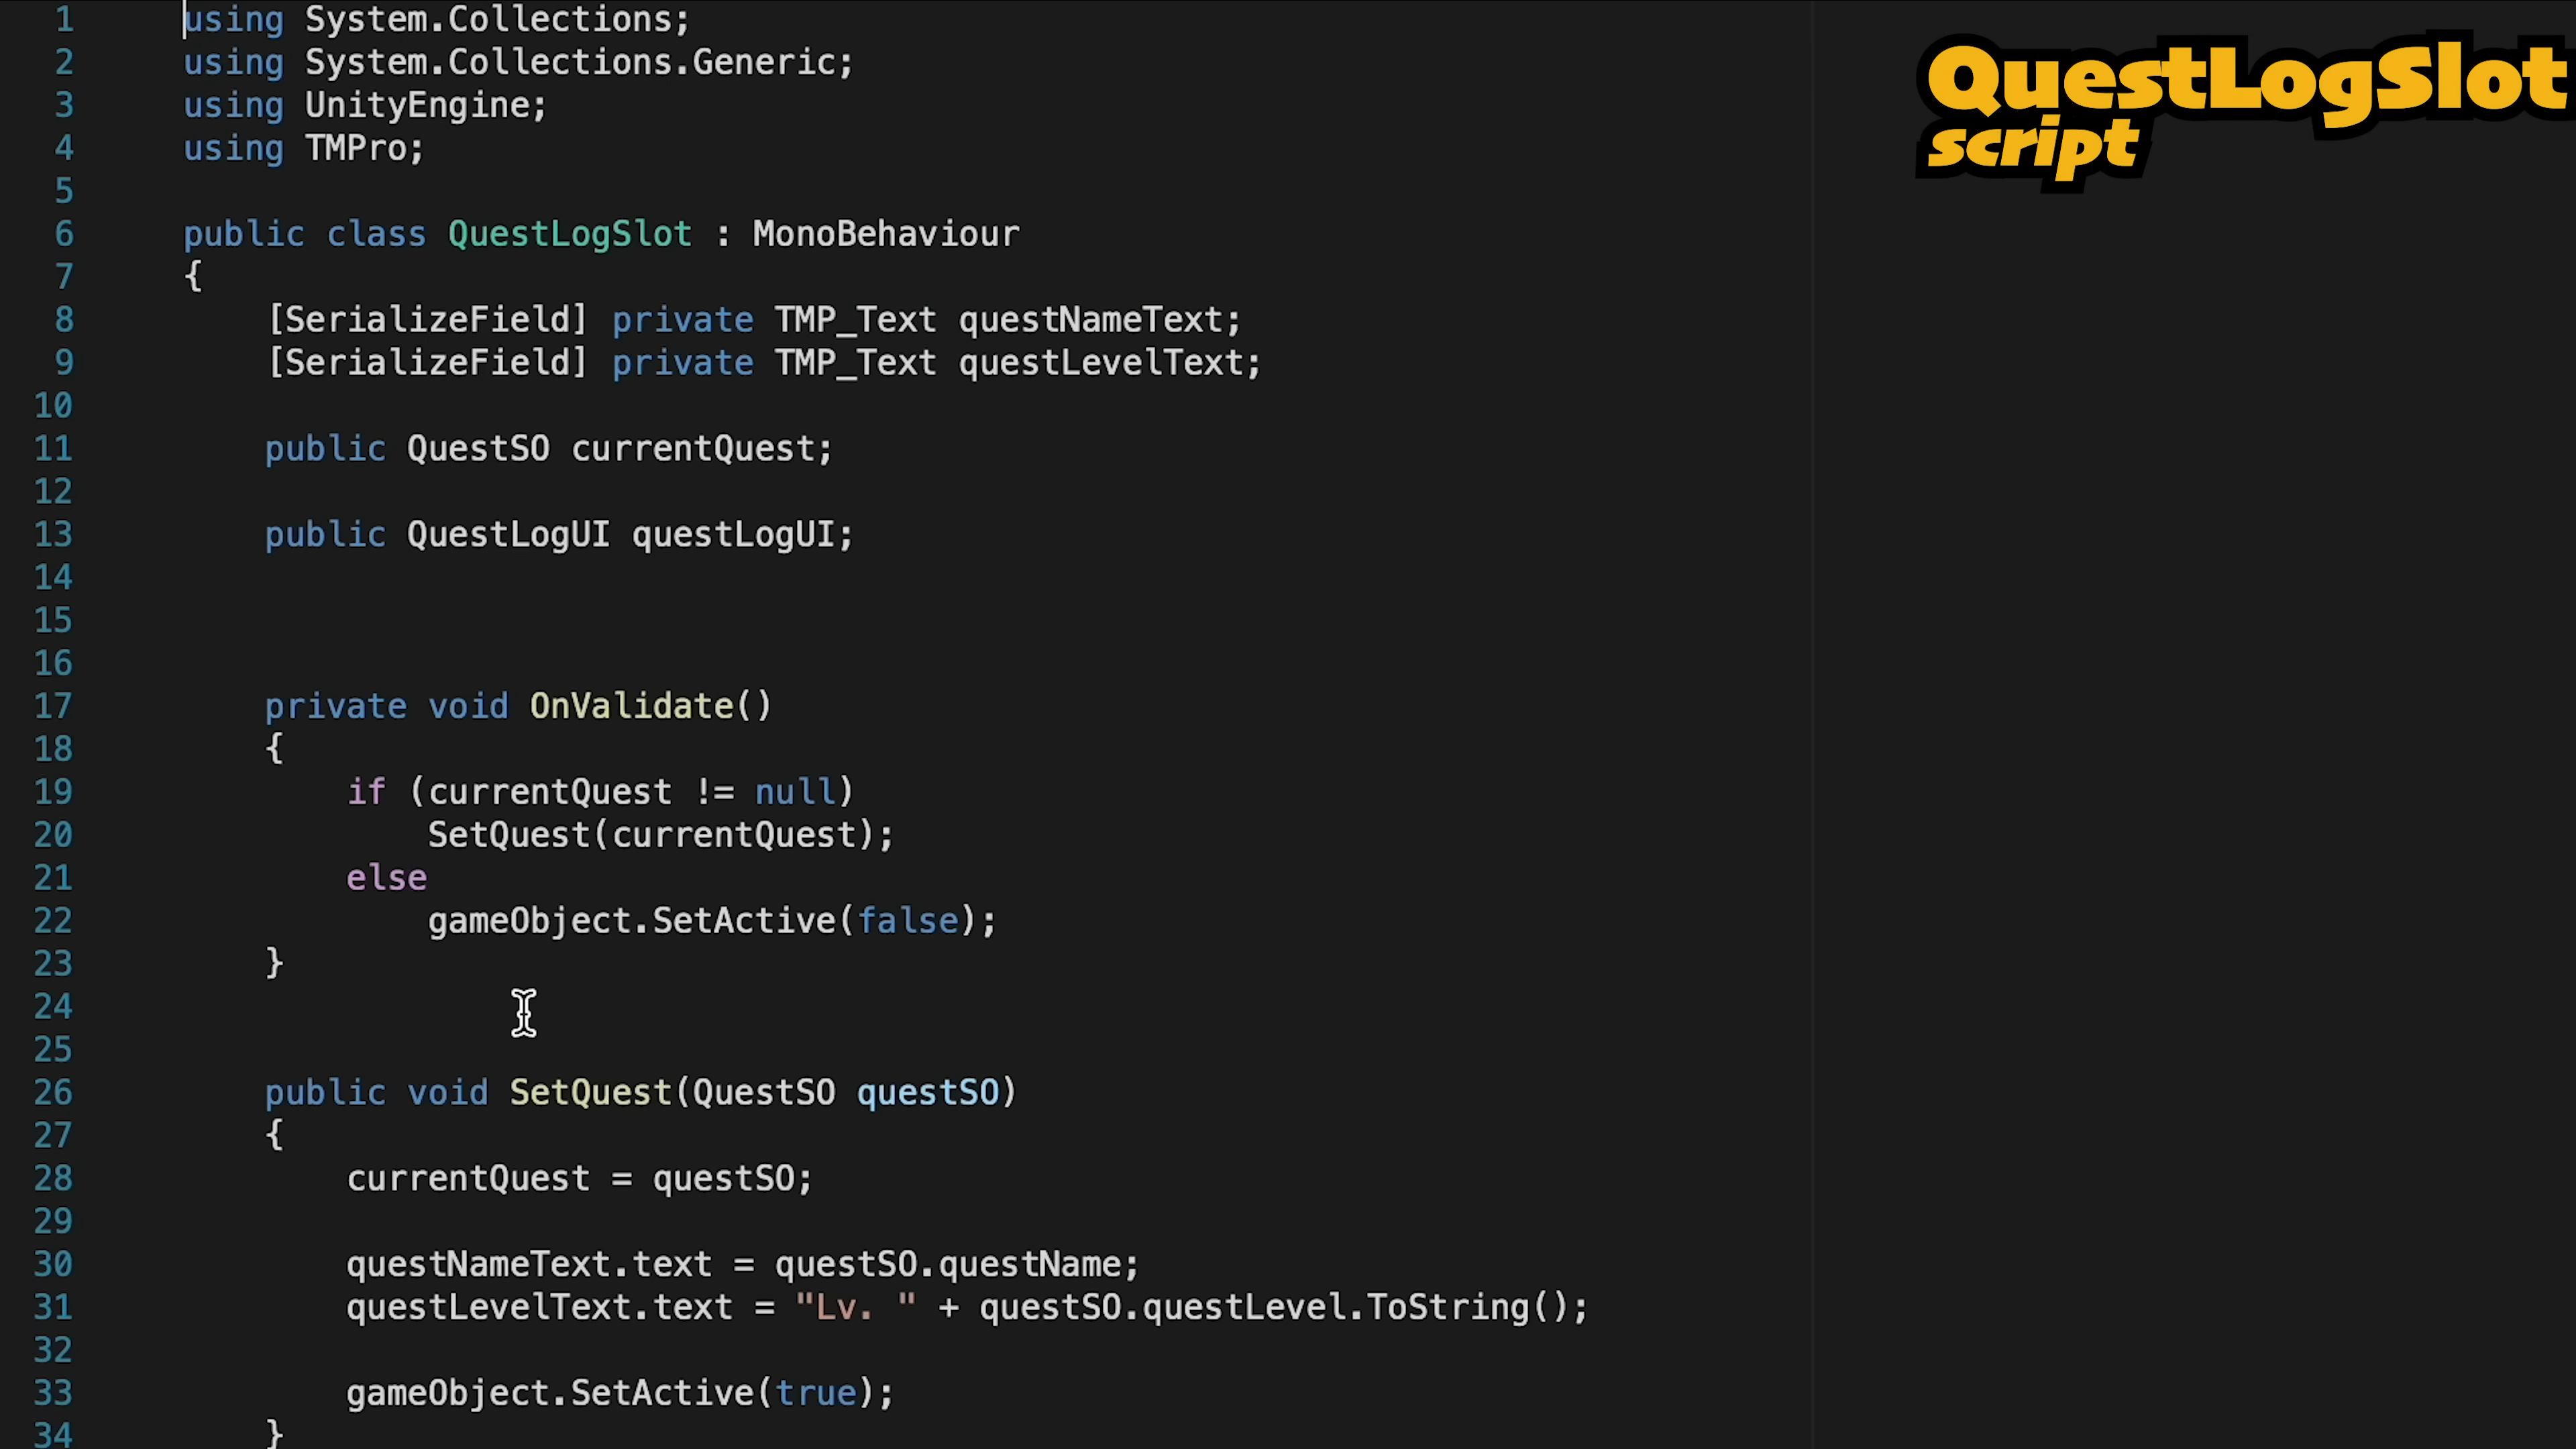 1 using System.Collections;
2 using System.Collections.Generic;
3 using UnityEngine;
4 using TMPro;
5
6 public class QuestLogSlot : MonoBehaviour
7 {
8 [SerializeField] private TMP_Text questNameText;
9 [SerializeField] private TMP_Text questLevelText;
10
11 public QuestSO currentQuest;
12
13 public QuestLogUI questLogUI;
14
15
16
17 private void OnValidate()
18 {
19 if (currentQuest != null)
20 SetQuest(currentQuest);
21 else
22 gameObject.SetActive(false);
23 }
24
25
26 public void SetQuest(QuestSO questSO)
27 {
28 currentQuest = questSO;
29
30 questNameText.text = questSO.questName;
31 questLevelText.text = "Lv. " + questSO.questLevel.ToString();
32
33 gameObject.SetActive(true);
34 }
QuestLogSlot
script